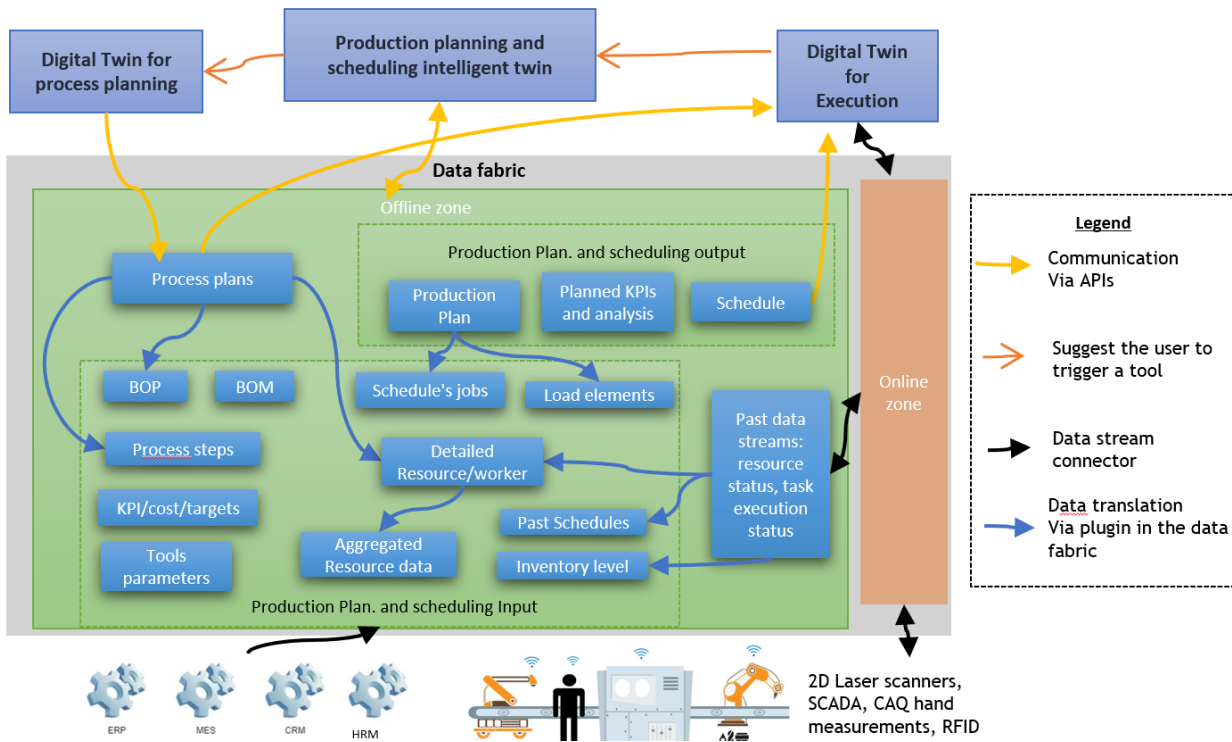 Digital Twin for
process planning
Production planning and
scheduling intelligent twin
Digital Twin
for
Execution
Data fabric
Offline zone
Production Plan. and scheduling output
Process plans
Production
Plan
Planned KPIs
and analysis
Schedule
BOP
BOM
Schedule's jobs
Load elements
Online
zone
Past data
streams:
resource
status, task
execution
status
Process steps
Detailed
Resource/worker
KPI/cost/targets
Past Schedules
Tools
parameters
Aggregated
Resource data
Inventory level
Production Plan. and scheduling Input
Legend
Communication
Via APIs
Suggest the user to
trigger a tool
Data stream
connector
Data translation
Via plugin in the data
fabric
ERP
MES
CRM
HRM
2D Laser scanners,
SCADA, CAQ hand
measurements, RFID